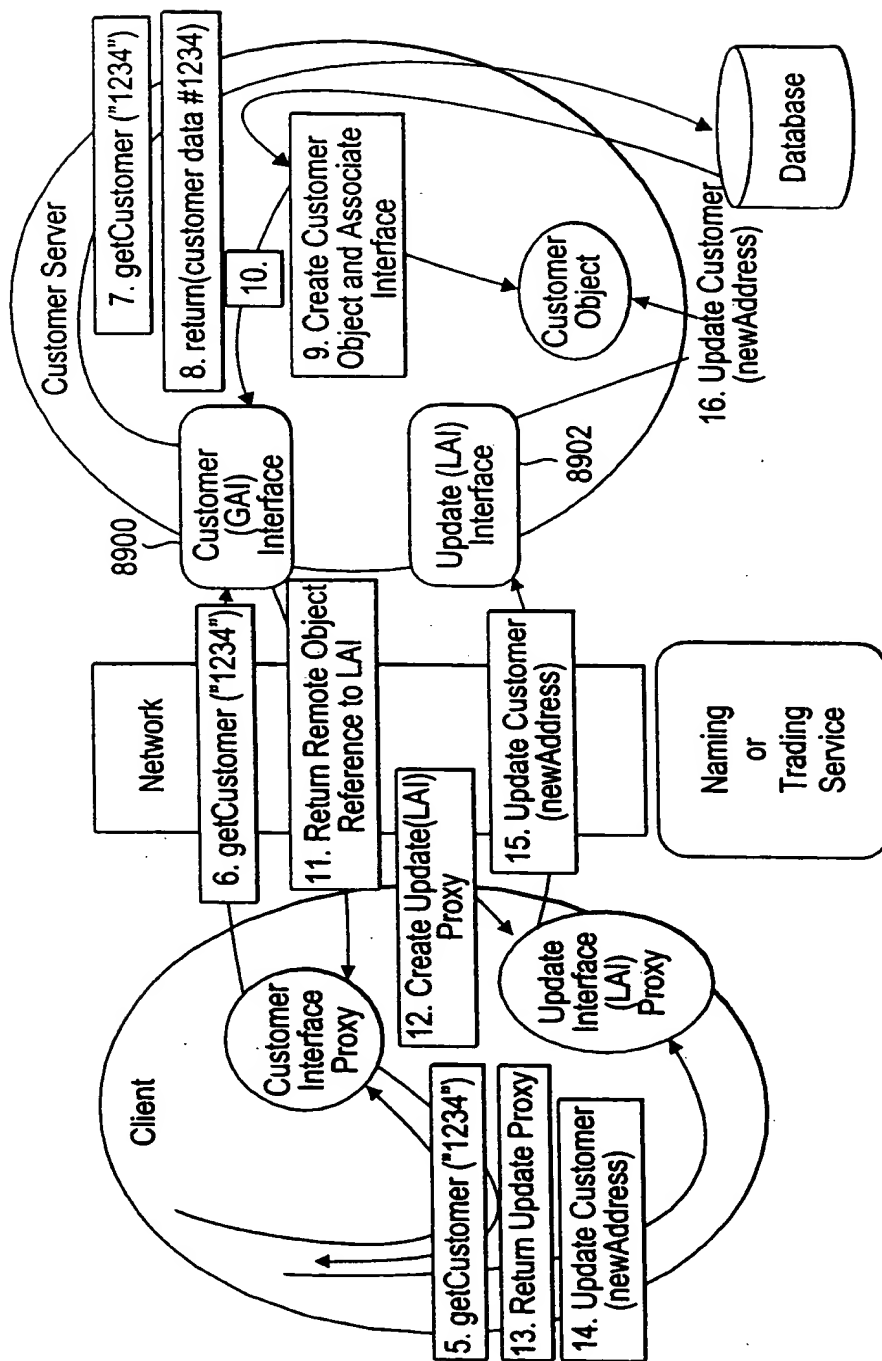 Client
Customer
Interface
Proxy
5. getCustomer ("1234")
13. Return Update Proxy
14. Update Customer
(newAddress)
12. Create Update(LAI)
Proxy
Update
Interface
(LAI)
Proxy
Network
6. getCustomer ("1234")
11. Return Remote Object
Reference to LAI
15. Update Customer
(newAddress)
Naming
or
Trading
Service
8900
Customer
(GAI)
Interface
Update (LAI)
Interface
8902
Customer Server
7. getCustomer ("1234")
8. return(customer data #1234)
10.
9. Create Customer
Object and Associate
Interface
Customer
Object
16. Update Customer
(newAddress)
Database